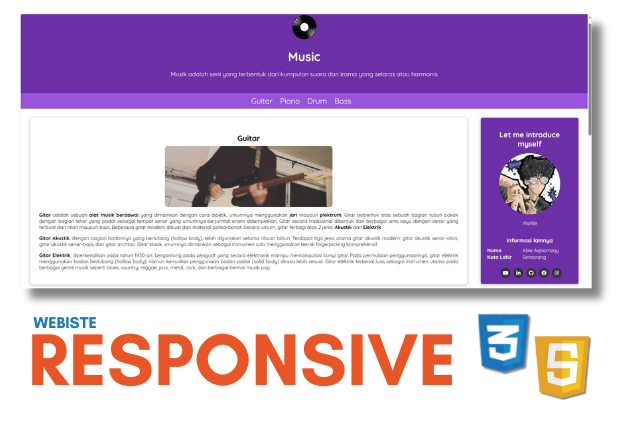 Music
Musik adalah seni yang terbentuk dari kumpulan suara dan irama yang selaras atau harmonis
Guitar Piano Drum Bass
Guitar
Gitar adalah sebuah alat musik berdawai yang dimainkan dengan cara dipetik, umumnya menggunakan jari maupun plektrum. Gitar terbentuk atas sebuah bagian tubuh pokok
dengan bagian leher yang padat sebagai tempat senar yang umumnya berjumlah enam didempetkan. Gitar secara tradisional dibentuk dari berbagai jenis kayu dengan senar yang
terbuat dari nilon maupun baja. Beberapa gitar modern dibuat dari material polikarbonat. Secara umum, gitar terbagi atas 2 jenis: Akustik dan Elektrik.
Gitar Akustik, dengan bagian badannya yang berlubang (hollow body), telah digunakan selama ribuan tahun. Terdapat tiga jenis utama gitar akustik modern: gitar akustik senar-nilon,
gitar akustik senar-baja, dan gitar archtop. Gitar klasik umumnya dimainkan sebagai instrumen solo menggunakan teknik fingerpicking komprehensif.
Gitar Elektrik, diperkenalkan pada tahun 1930-an, bergantung pada penguat yang secara elektronik mampu memanipulasi bunyi gitar. Pada permulaan penggunaannya, gitar elektrik
menggunakan badan berlubang (hollow body), namun kemudian penggunaan badan padat (solid body) dirasa lebih sesuai. Gitar elektrik terkenal luas sebagai instrumen utama pada
berbagai genre musik seperti blues, country, reggae, jazz, metal, rock, dan berbagai bentuk musik pop.
Let me introduce
myself
Profile
Informasi lainnya
Nama
Kota Lahir Semarang
WEBISTE
RESPONSIVE
3
5